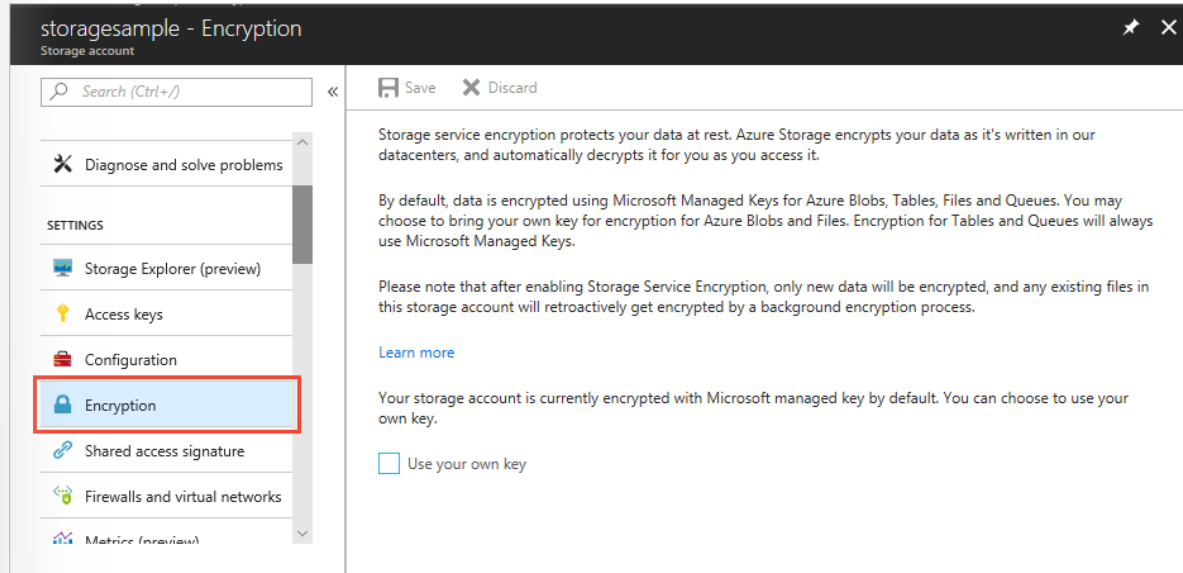 storagesample - Encryption
Storage account
Search (Ctrl+/)
«
Diagnose and solve problems
SETTINGS
Storage Explorer (preview)
Access keys
Configuration
Encryption
Shared access signature
Firewalls and virtual networks
Metrics (preview)
Save
Discard
Storage service encryption protects your data at rest. Azure Storage encrypts your data as it's written in our
datacenters, and automatically decrypts it for you as you access it.
By default, data is encrypted using Microsoft Managed Keys for Azure Blobs, Tables, Files and Queues. You may
choose to bring your own key for encryption for Azure Blobs and Files. Encryption for Tables and Queues will always
use Microsoft Managed Keys.
Please note that after enabling Storage Service Encryption, only new data will be encrypted, and any existing files in
this storage account will retroactively get encrypted by a background encryption process.
Learn more
Your storage account is currently encrypted with Microsoft managed key by default. You can choose to use your
own key.
Use your own key